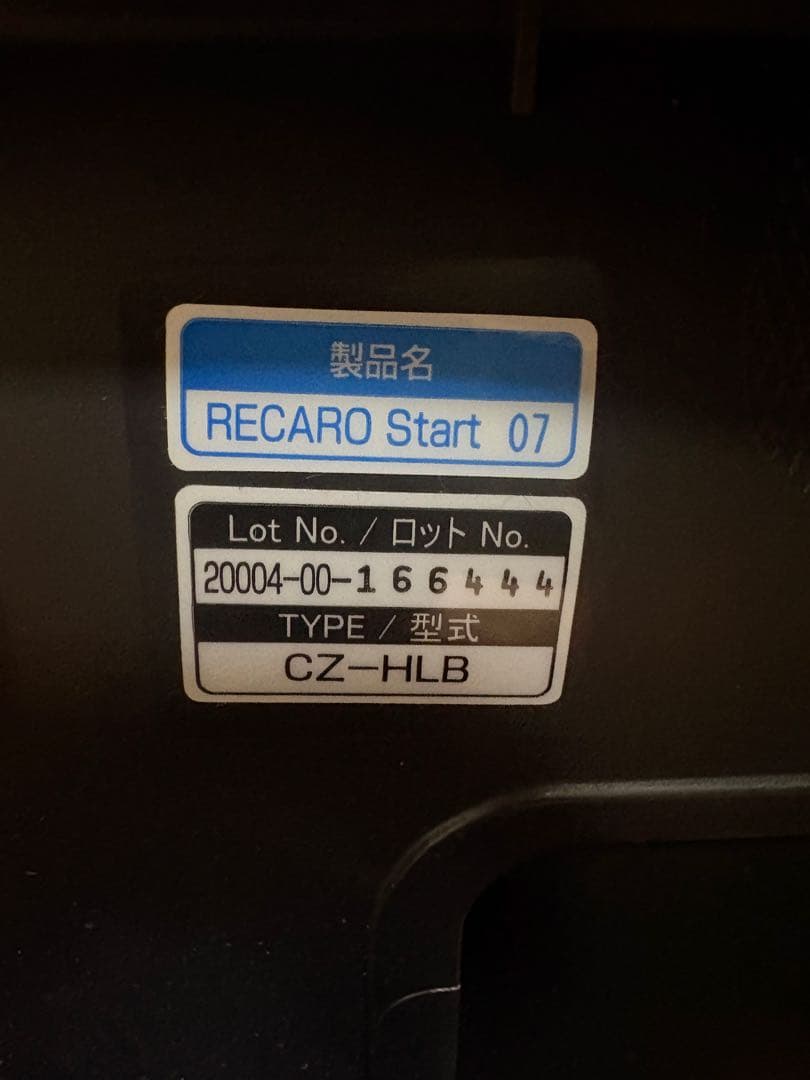 製品名
RECARO Start 07
Lot No. / ロット No.
20004-00-166444
TYPE / 型式
CZ-HLB